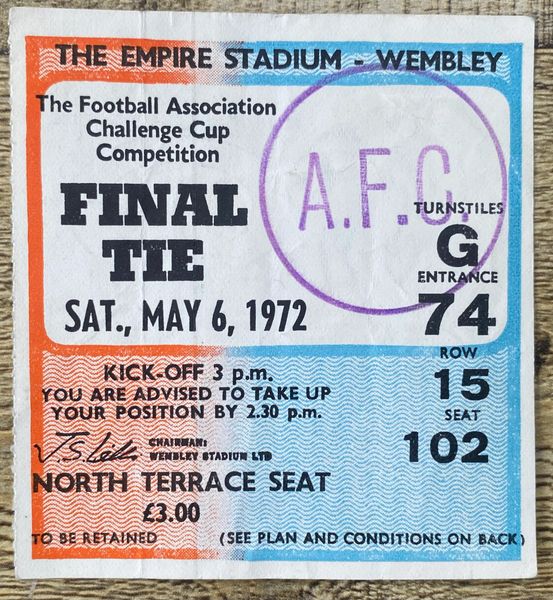 THE EMPIRE STADIUM - WEMBLEY
The Football Association
Challenge Cup
Competition
FINAL
TIE
SAT., MAY 6, 1972
A.F.C.
TURNSTILES
G
ENTRANCE
74
ROW
15
SEAT
102
KICK-OFF 3 p.m.
YOU ARE ADVISED TO TAKE UP
YOUR POSITION BY 2.30 p.m.
CHAIRMAN:
WEMBLEY STADIUM LTD
NORTH TERRACE SEAT
£3.00
TO BE RETAINED (SEE PLAN AND CONDITIONS ON BACK)